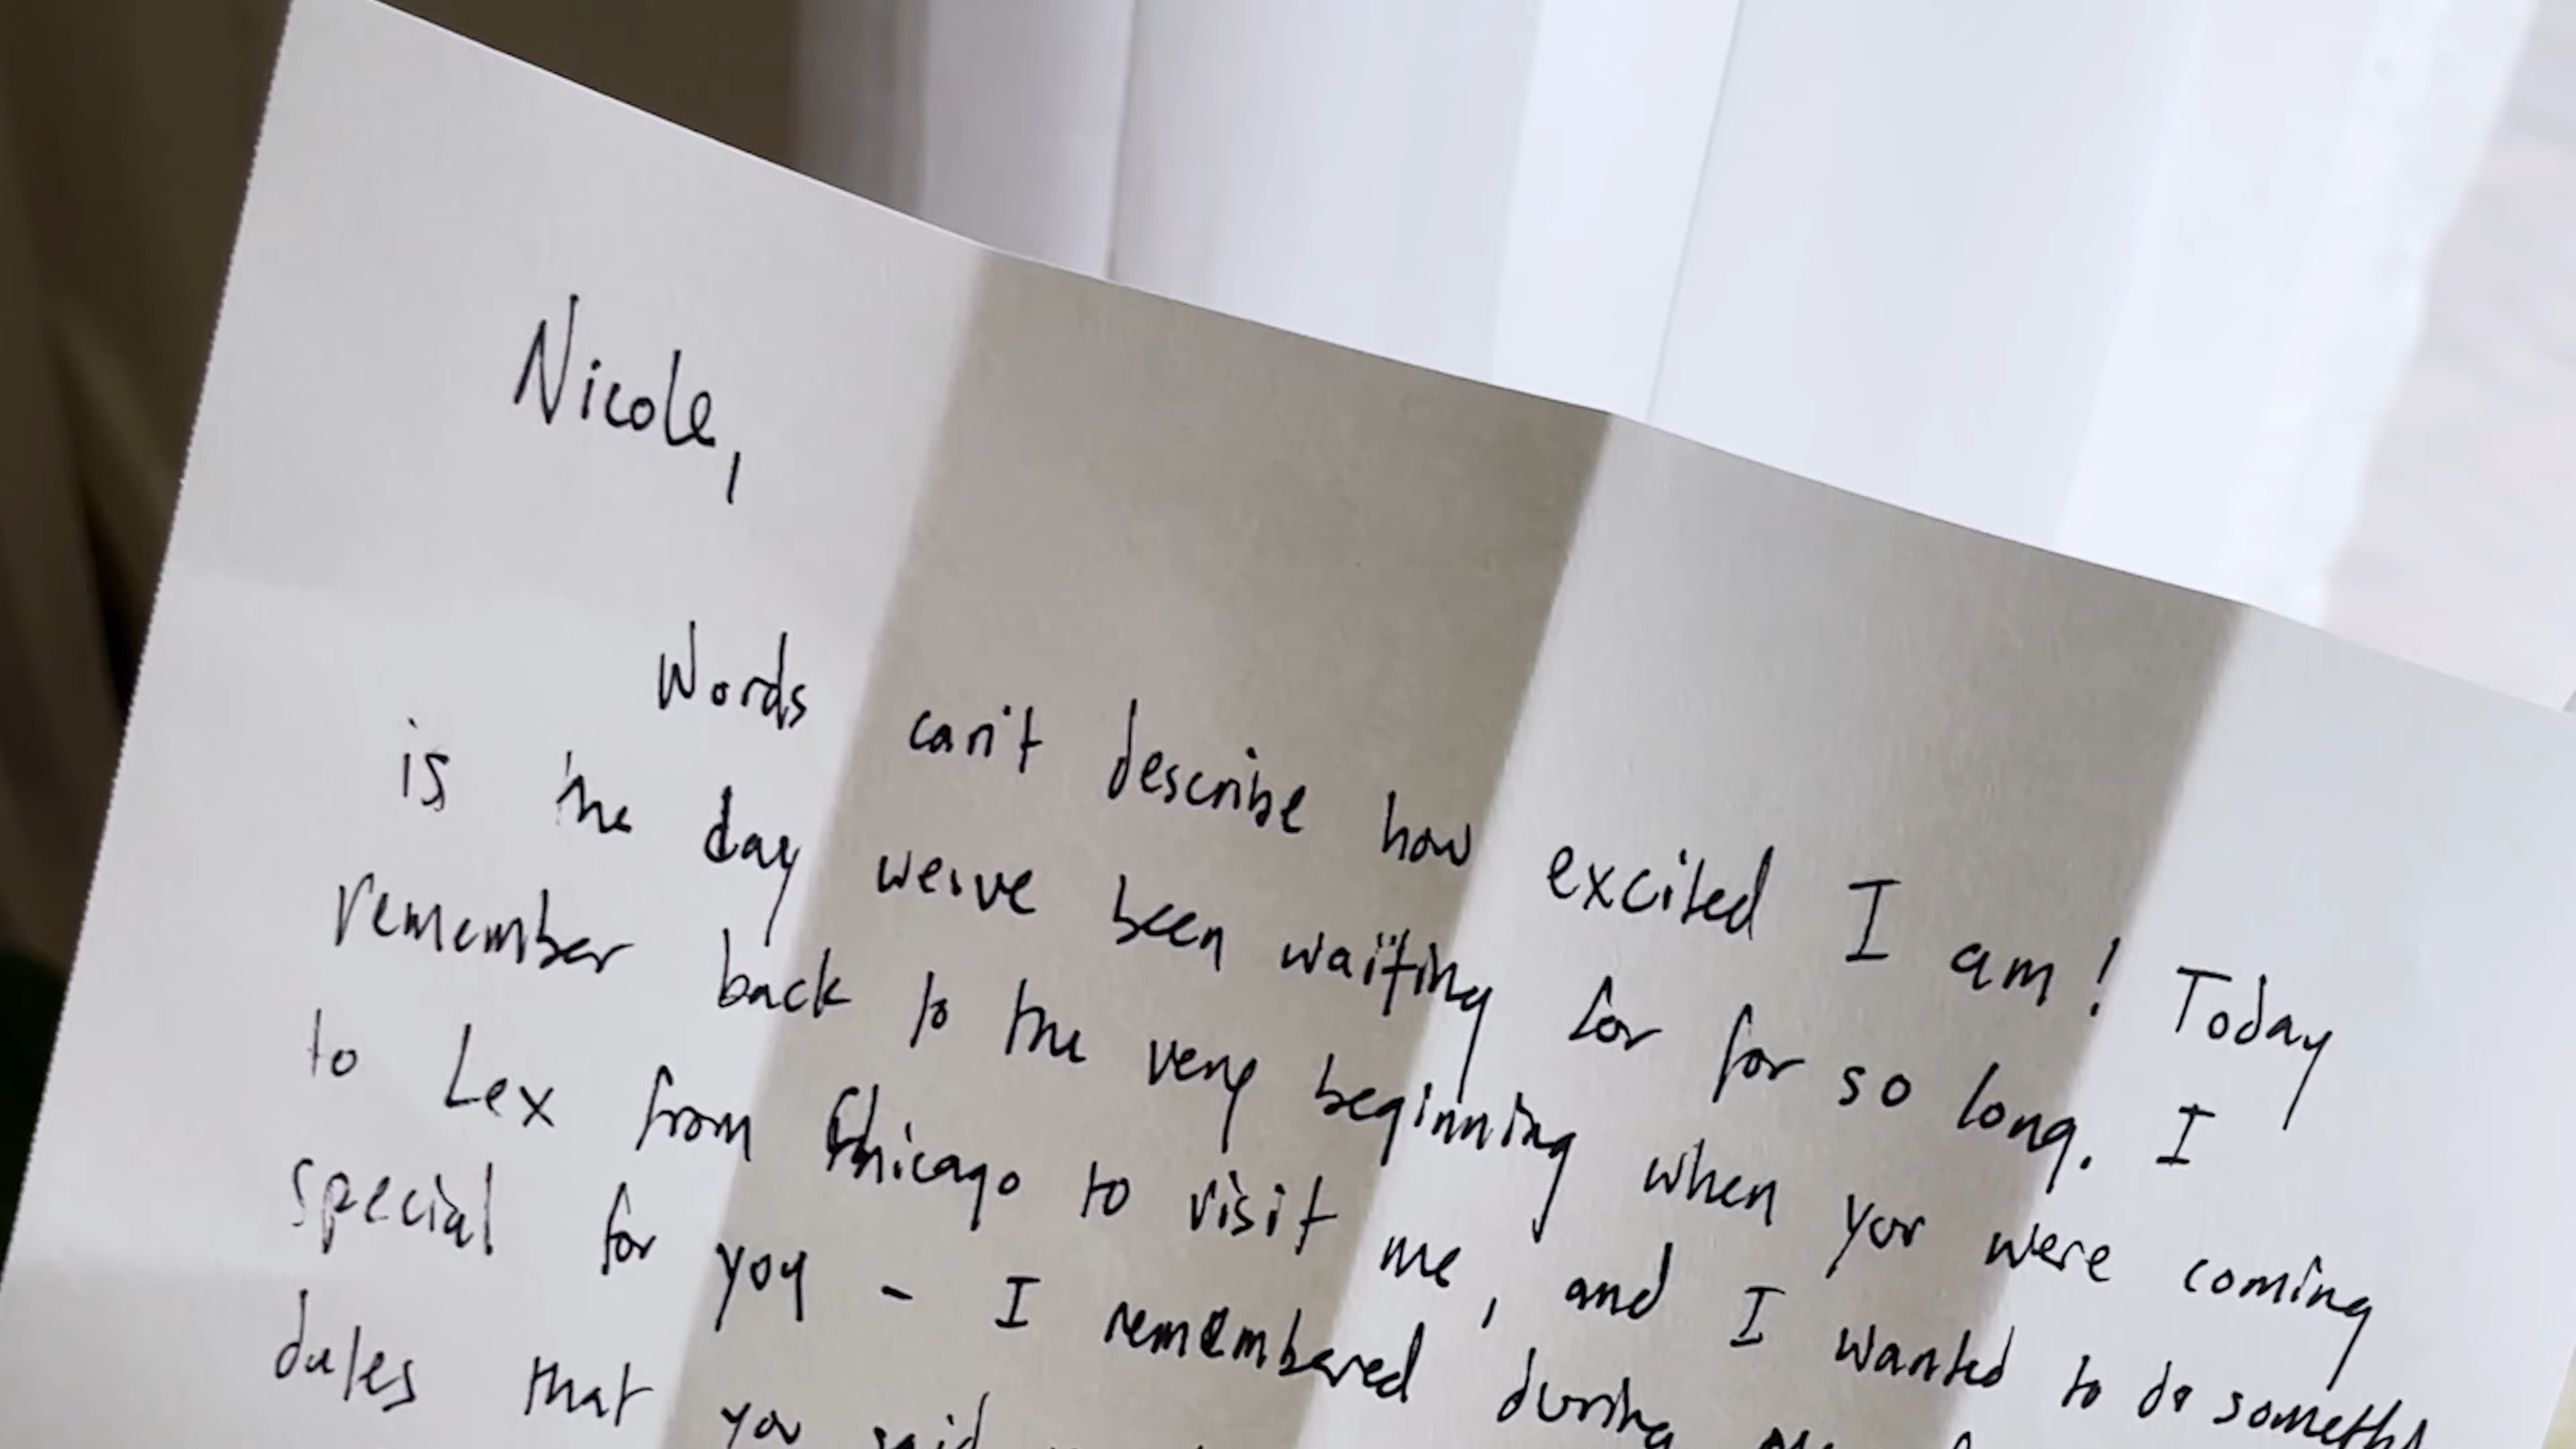 Nicole,
Words can't describe how excited I am! Today
is the day we've been waiting for for so long. I
remember back to the very beginning when you were coming
to Lex from Chicago to visit me, and I wanted to do
special for you - I remembered during
dates that you said